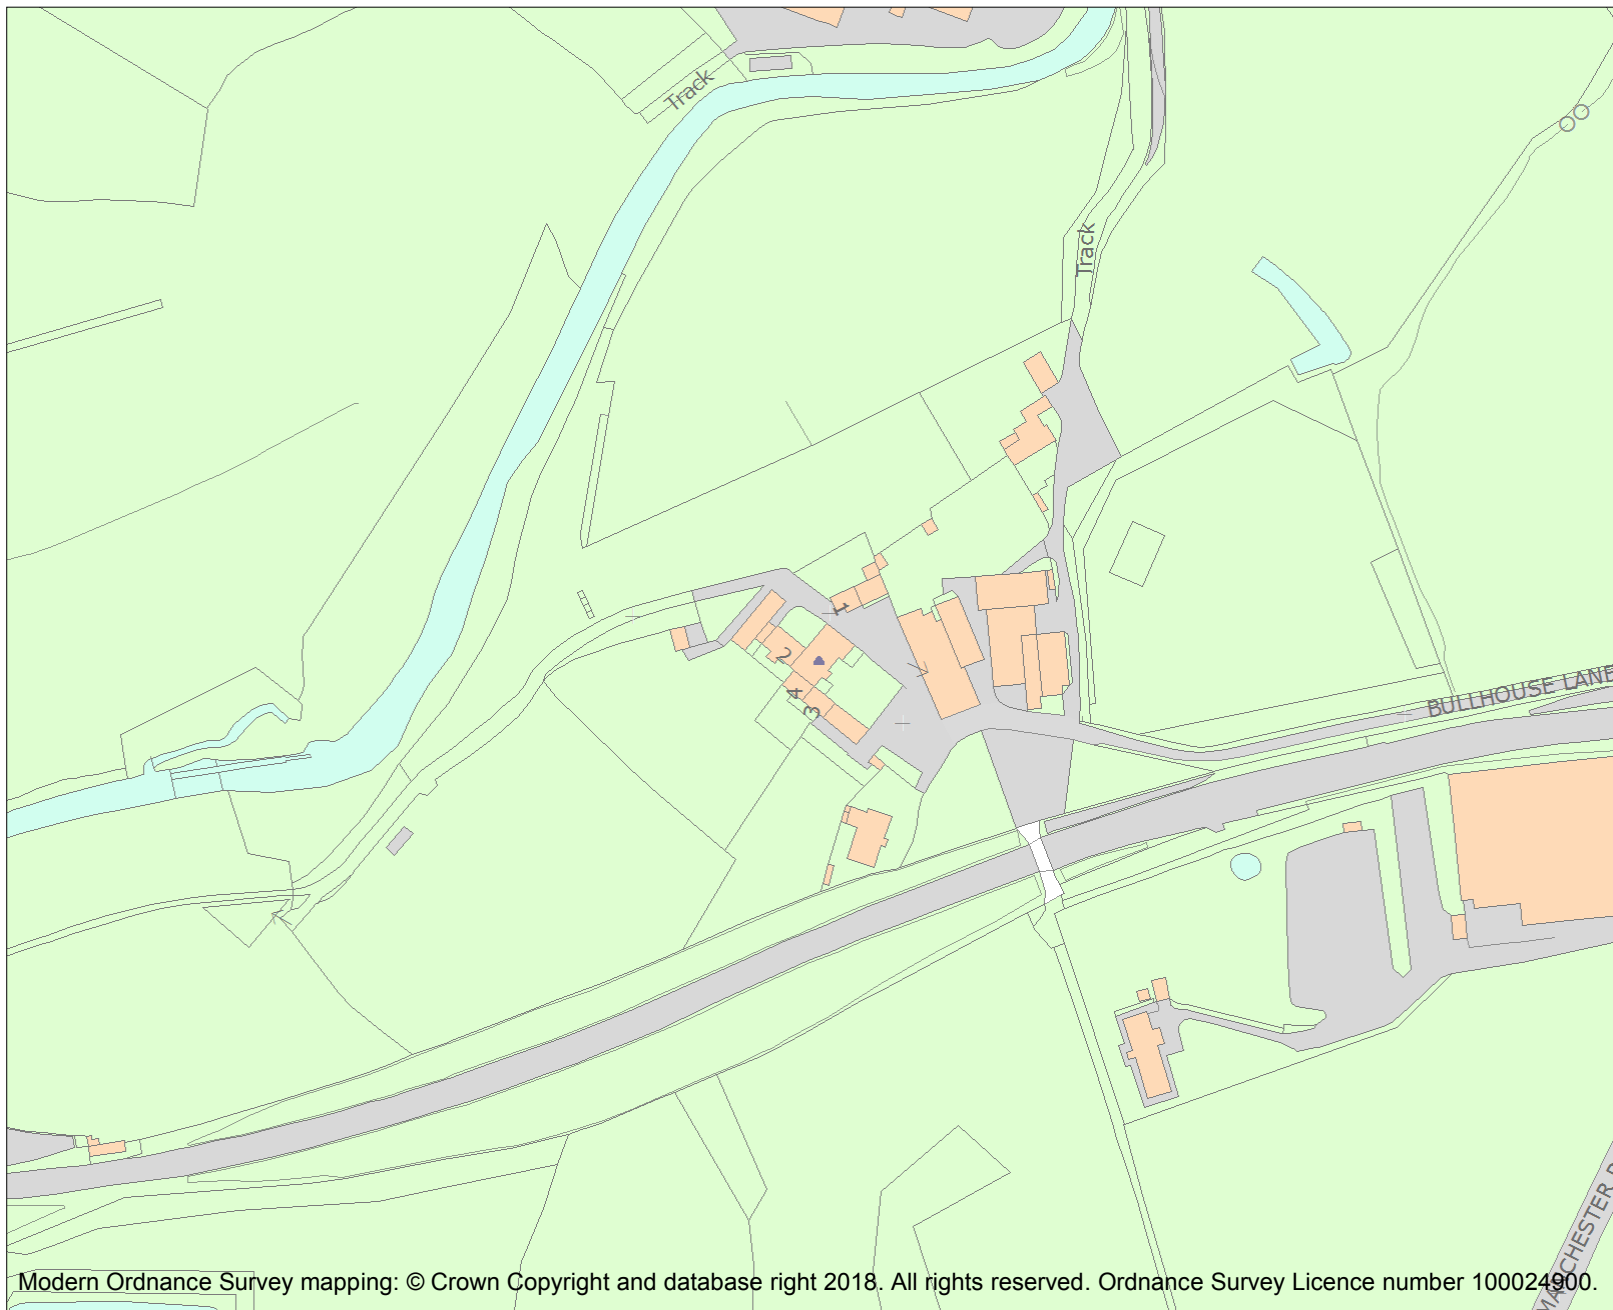 Track
Track
1
2
4
3
BULLHOUSE LANE
MANCHESTER
Modern Ordnance Survey mapping: © Crown Copyright and database right 2018. All rights reserved. Ordnance Survey Licence number 100024900.